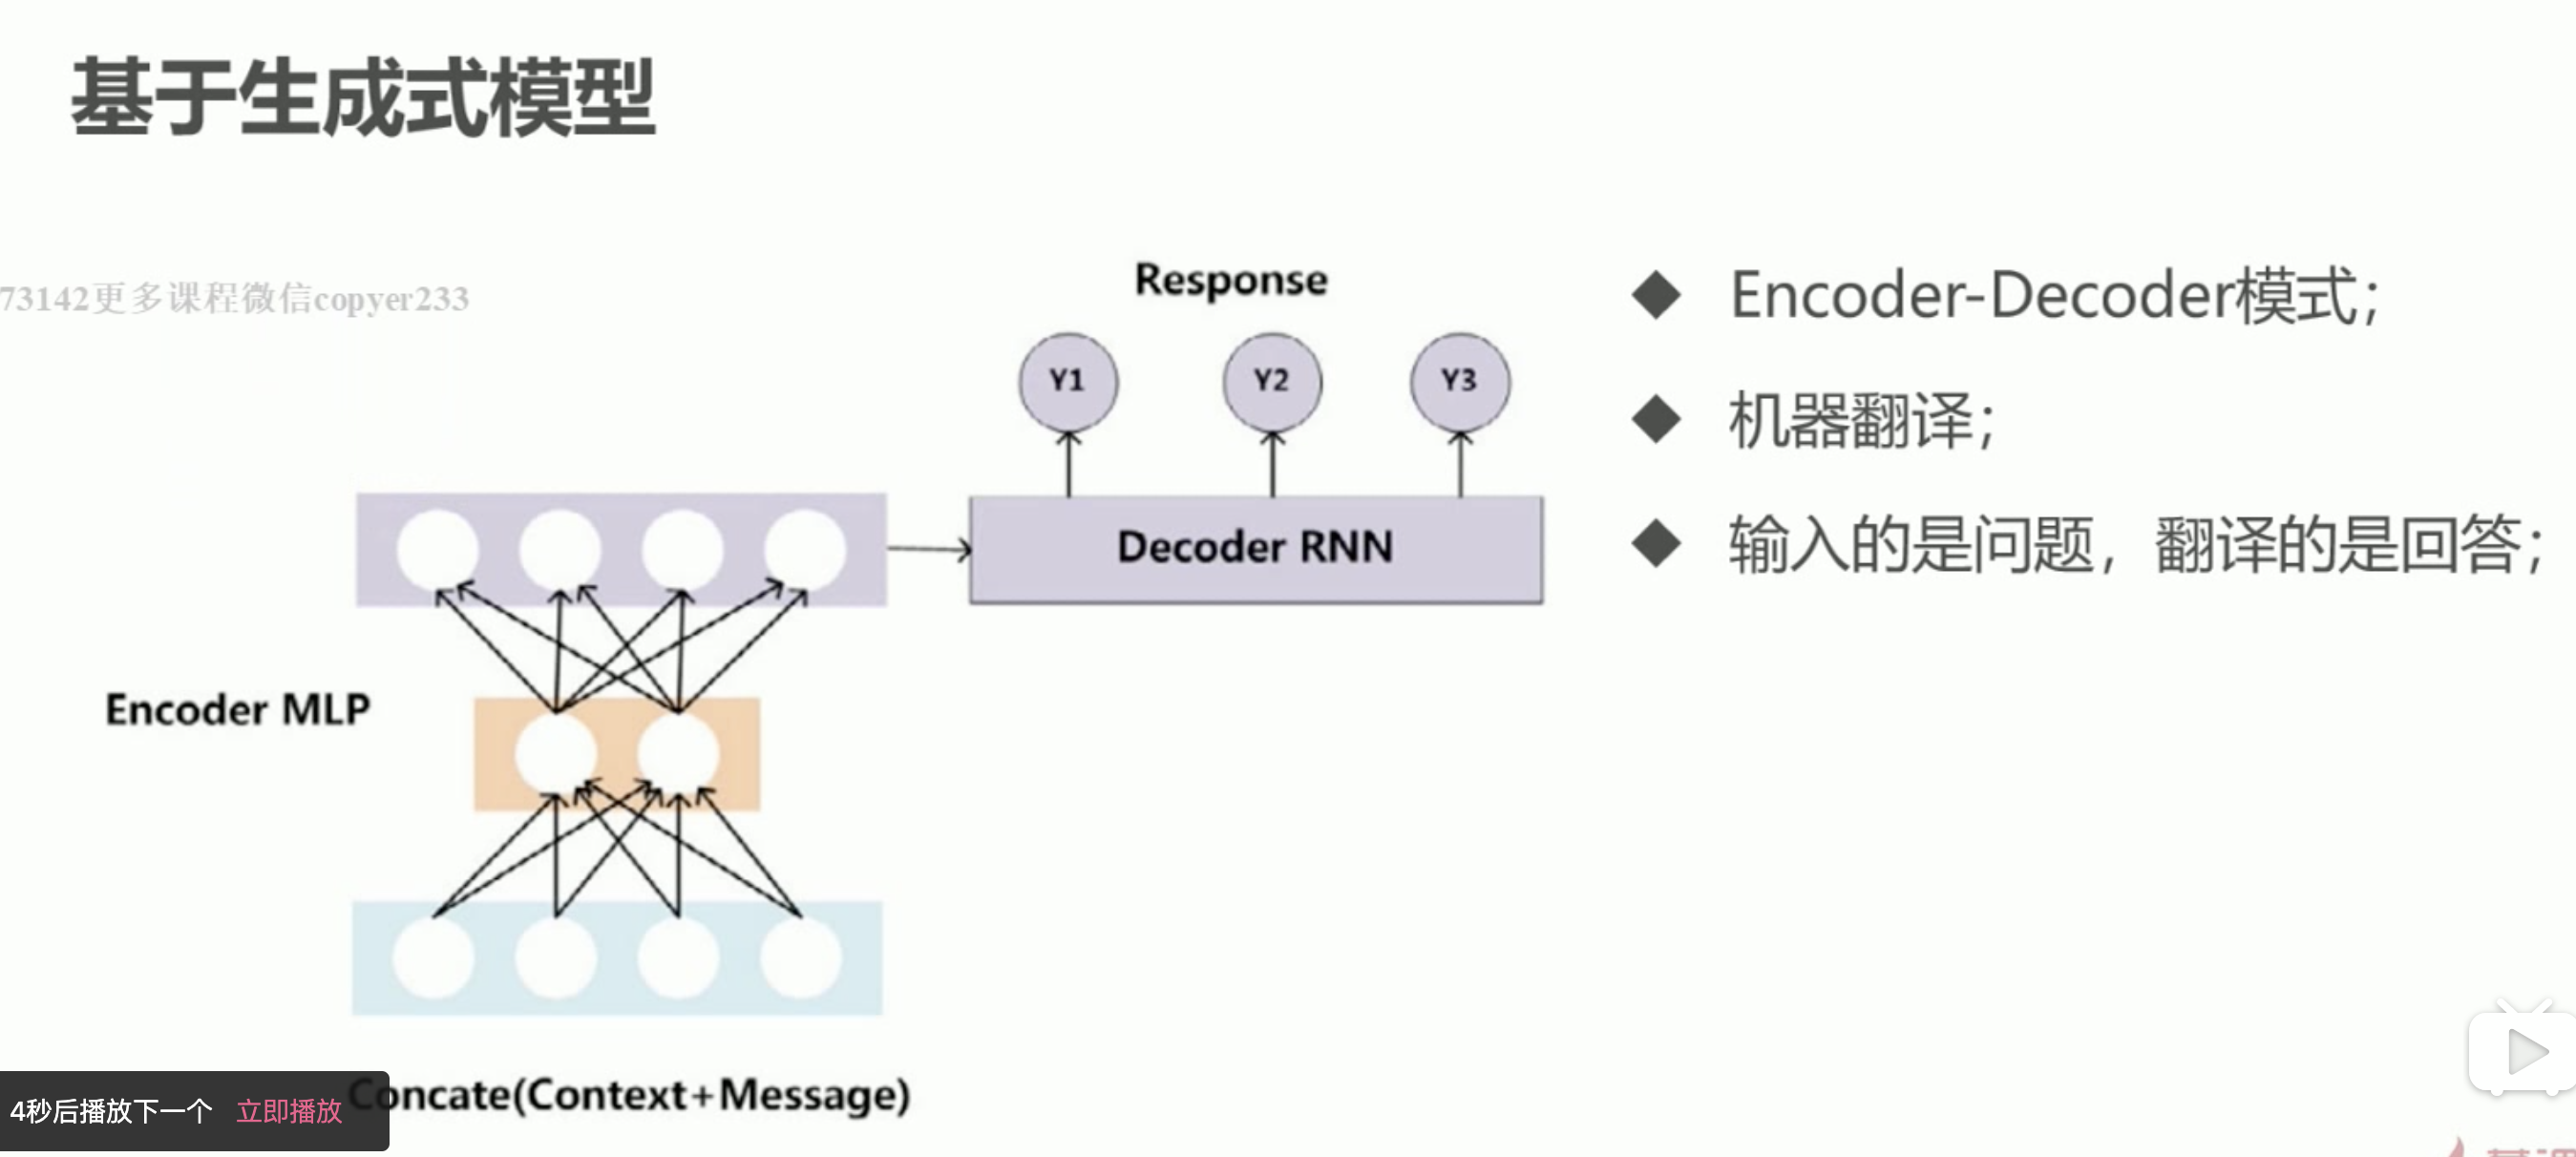 基于生成式模型
73142更多课程微信copyer233
Response
Y1 Y2 Y3
Decoder RNN
Encoder MLP
Concate(Context+Message)
Encoder-Decoder模式;
机器翻译;
输入的是问题，翻译的是回答;
4秒后播放下一个 立即播放